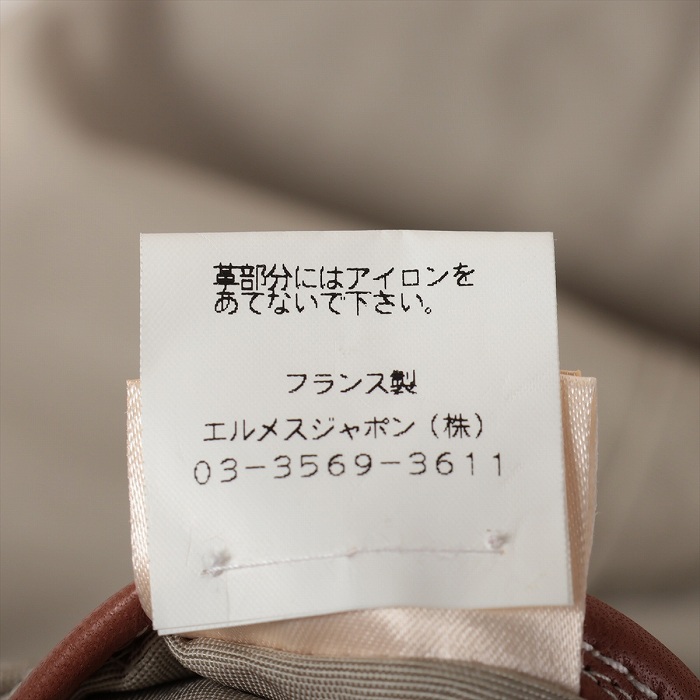 革部分にはアイロンを
あてないで下さい。
フランス製
エルメスジャポン(株)
03-3569-3611